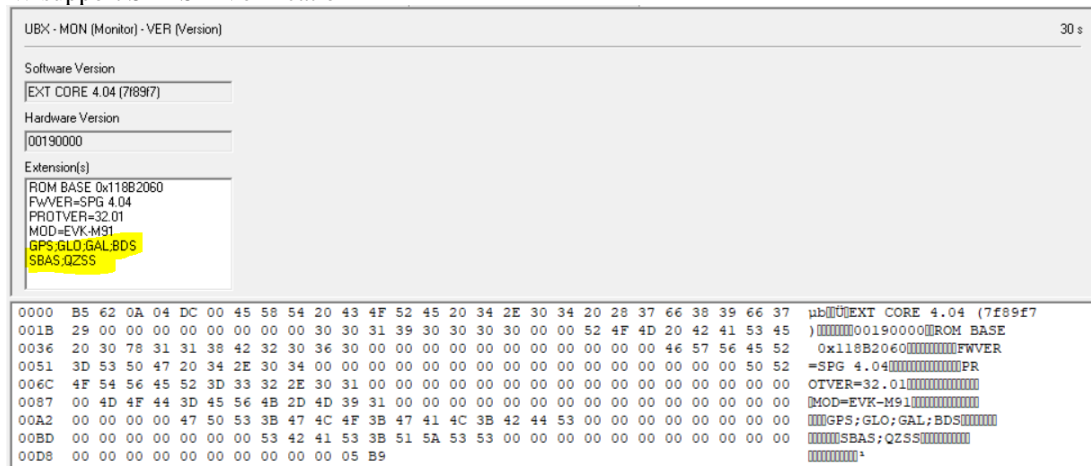 UBX - MON (Monitor) - VER (Version) 30 s
Software Version
EXT CORE 4.04 (7f89f7)
Hardware Version
00190000
Extension(s)
ROM BASE 0x118B2060
FWVER=SPG 4.04
PROTVER=32.01
MOD=EVK-M91
GPS;GLO;GAL;BDS
SBAS;QZSS
0000 B5 62 0A 04 DC 00 45 58 54 20 43 4F 52 45 20 34 2E 30 34 20 28 37 66 38 39 66 37 µb Ü EXT CORE 4.04 (7f89f7
001B 29 00 00 00 00 00 00 00 00 30 30 31 39 30 30 30 30 00 00 52 4F 4D 20 42 41 53 45 ) 00190000 ROM BASE
0036 20 30 78 31 31 38 42 32 30 36 30 00 00 00 00 00 00 00 00 00 00 00 46 57 56 45 52 0x118B2060 FWVER
0051 3D 53 50 47 20 34 2E 30 34 00 00 00 00 00 00 00 00 00 00 00 00 00 00 00 00 50 52 =SPG 4.04 PR
006C 4F 54 56 45 52 3D 33 32 2E 30 31 00 00 00 00 00 00 00 00 00 00 00 00 00 00 00 00 OTVER=32.01
0087 00 4D 4F 44 3D 45 56 4B 2D 4D 39 31 00 00 00 00 00 00 00 00 00 00 00 00 00 00 00 MOD=EVK-M91
00A2 00 00 00 00 47 50 53 3B 47 4C 4F 3B 47 41 4C 3B 42 44 53 00 00 00 00 00 00 00 00 GPS;GLO;GAL;BDS
00BD 00 00 00 00 00 00 00 53 42 41 53 3B 51 5A 53 53 00 00 00 00 00 00 00 00 00 00 00 SBAS;QZSS
00D8 00 00 00 00 00 00 00 00 00 00 05 B9 ¹